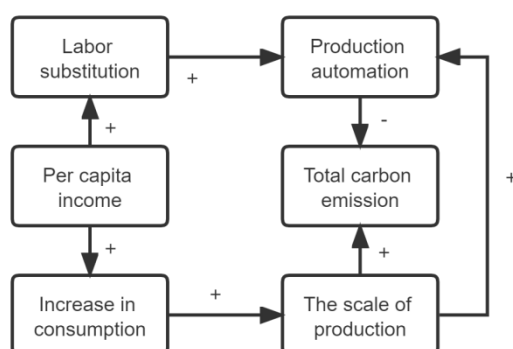 Labor
substitution
+
Production
automation
+
-
Per capita
income
Total carbon
emission
+
+
+
Increase in
consumption
+
The scale of
production